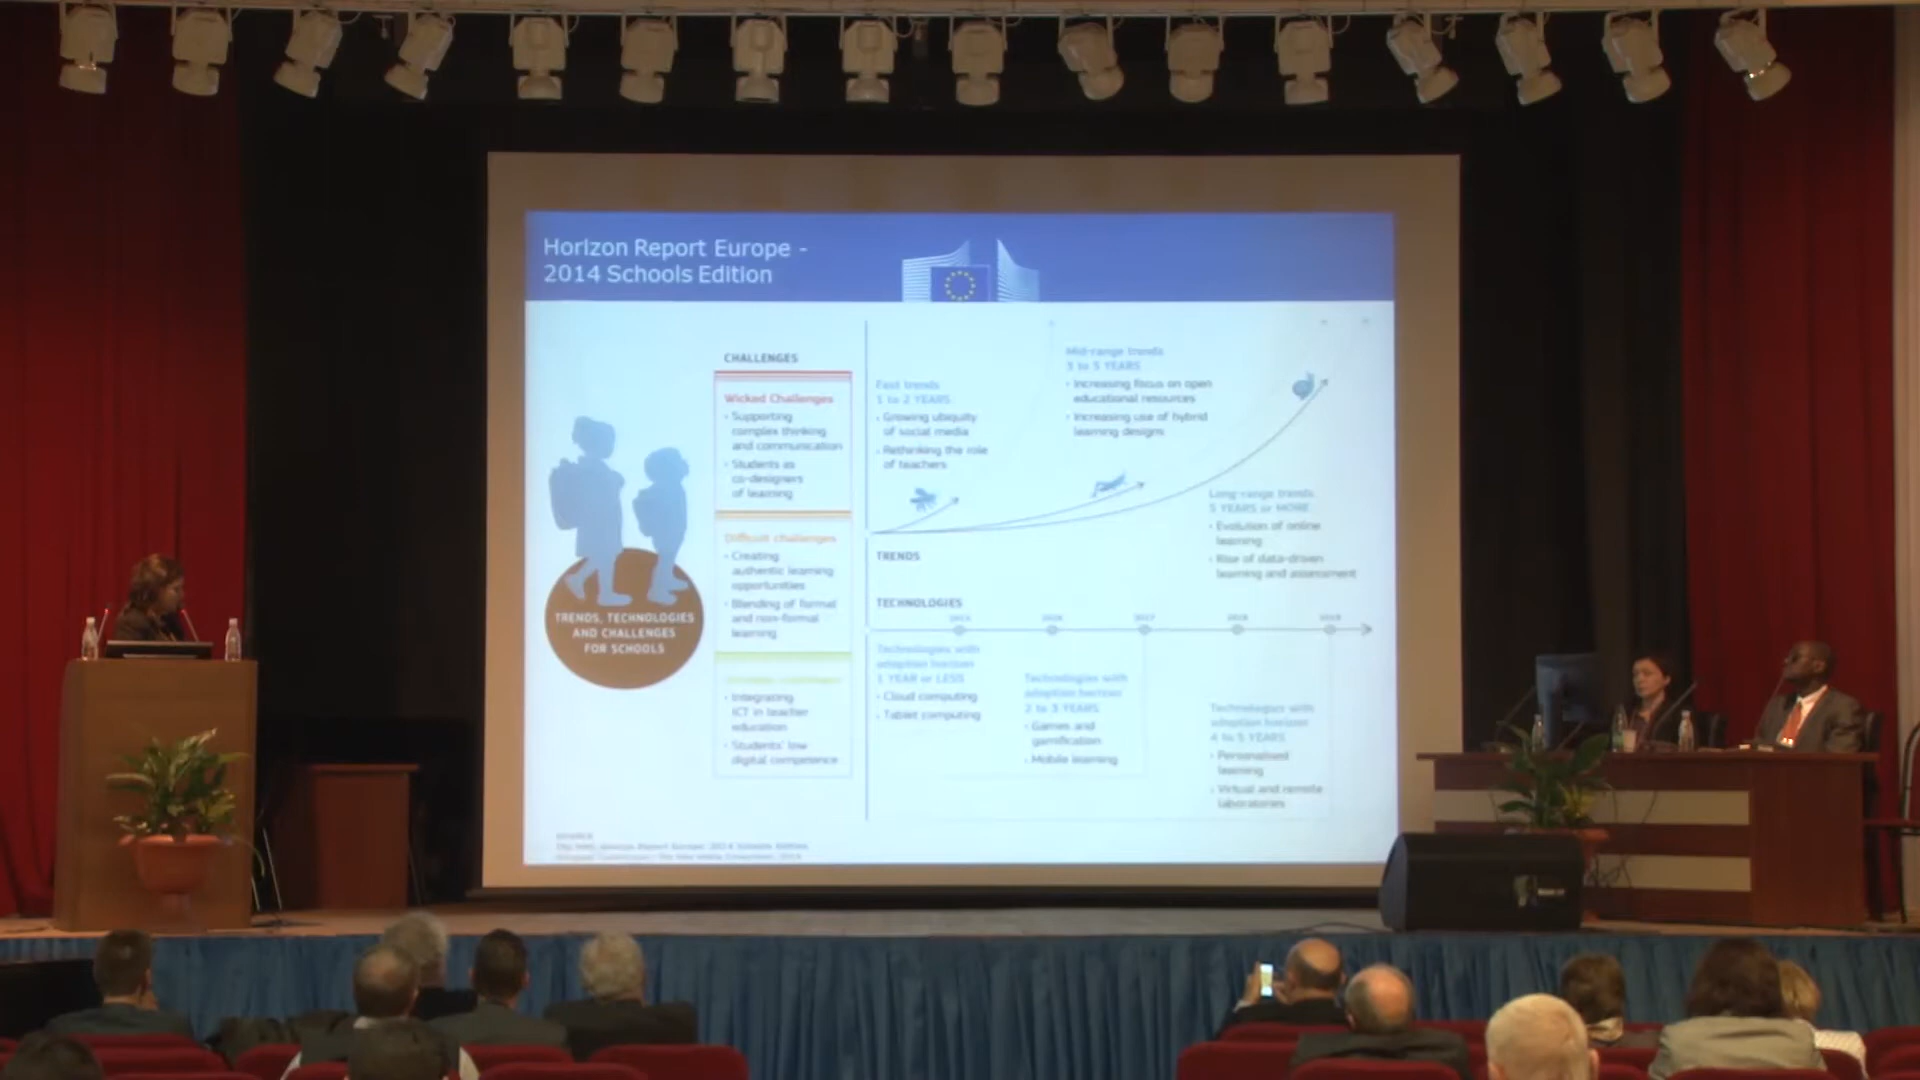 Horizon Report Europe -
2014 Schools Edition
CHALLENGES
Wicked Challenges
• Supporting
complex thinking
and communication
• Students as
co-designers
of learning
Difficult challenges
• Creating
authentic learning
opportunities
• Blending of formal
and non-formal
learning
• Integrating
ICT in teacher
education
• Students' low
digital competence
TRENDS, TECHNOLOGIES
AND CHALLENGES
FOR SCHOOLS
Fast trends
1 to 2 YEARS
• Growing ubiquity
of social media
• Rethinking the role
of teachers
Mid-range trends
3 to 5 YEARS
• Increasing focus on open
educational resources
• Increasing use of hybrid
learning designs
Long-range trends
5 YEARS or MORE
• Evolution of online
learning
• Rise of data-driven
learning and assessment
TRENDS
TECHNOLOGIES
2015 2016 2017 2018 2019
Technologies with
adoption horizon
1 YEAR or LESS
• Cloud computing
• Tablet computing
Technologies with
adoption horizon
2 to 3 YEARS
• Games and
gamification
• Mobile learning
Technologies with
adoption horizon
4 to 5 YEARS
• Personalised
learning
• Virtual and remote
laboratories